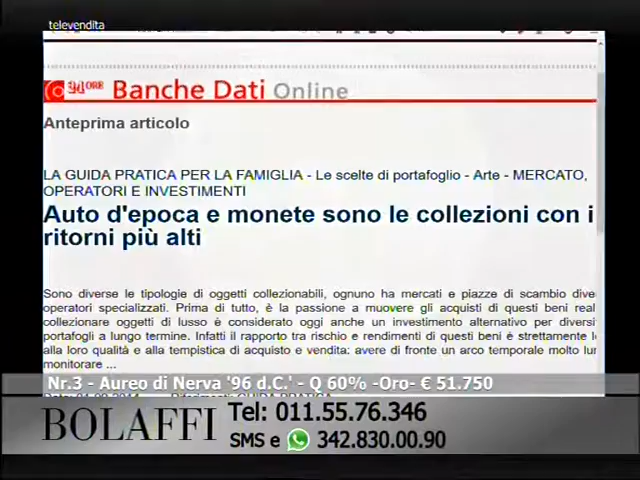 televendita
24 ORE Banche Dati Online
Anteprima articolo
LA GUIDA PRATICA PER LA FAMIGLIA - Le scelte di portafoglio - Arte - MERCATO,
OPERATORI E INVESTIMENTI
Auto d'epoca e monete sono le collezioni con i
ritorni più alti
Sono diverse le tipologie di oggetti collezionabili, ognuno ha mercati e piazze di scambio dive
operatori specializzati. Prima di tutto, è la passione a muovere gli acquisti di questi beni real
collezionare oggetti di lusso è considerato oggi anche un investimento alternativo per diversi
portafogli a lungo termine. Infatti il rapporto tra rischio e rendimenti di questi beni è strettamente l
alla loro qualità e alla tempistica di acquisto e vendita: avere di fronte un arco temporale molto lu
monitorare ...
Nr.3 - Aureo di Nerva '96 d.C.' - Q 60% -Oro- € 51.750
BOLAFFI
Tel: 011.55.76.346
SMS e 342.830.00.90